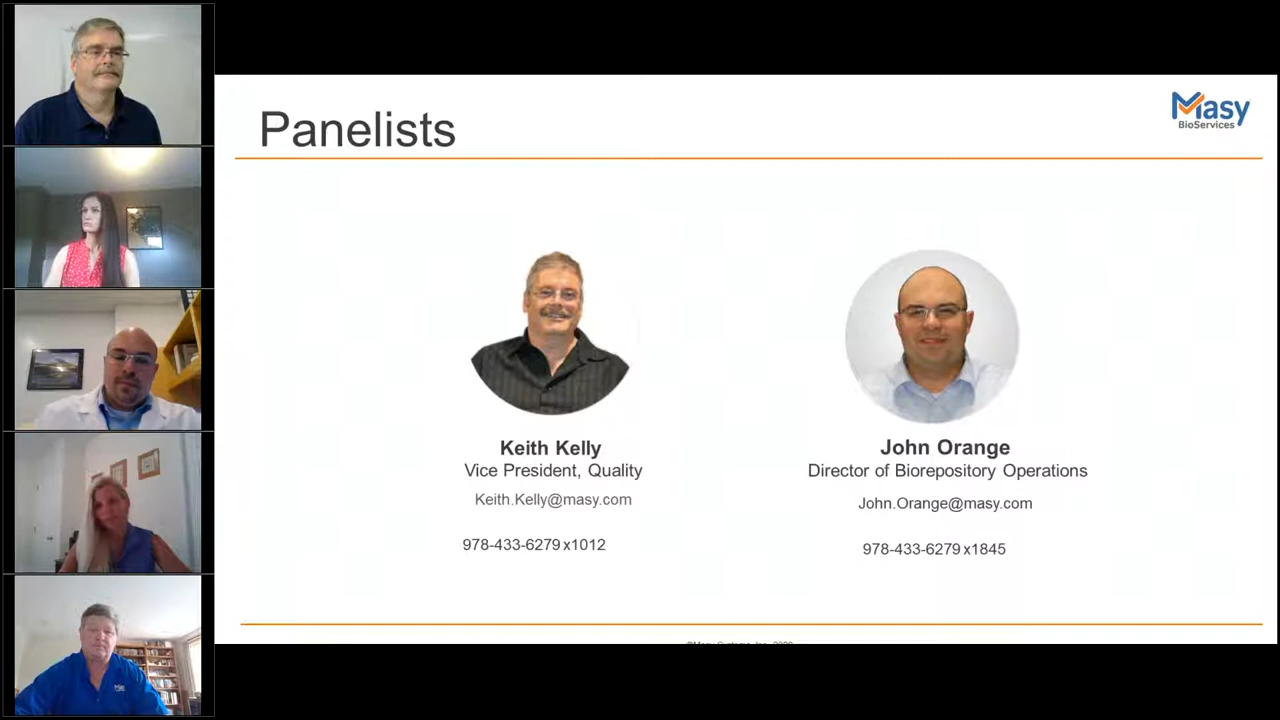 Panelists
Masy
BioServices
Keith Kelly
Vice President, Quality
Keith.Kelly@masy.com
978-433-6279 x1012
John Orange
Director of Biorepository Operations
John.Orange@masy.com
978-433-6279 x1845